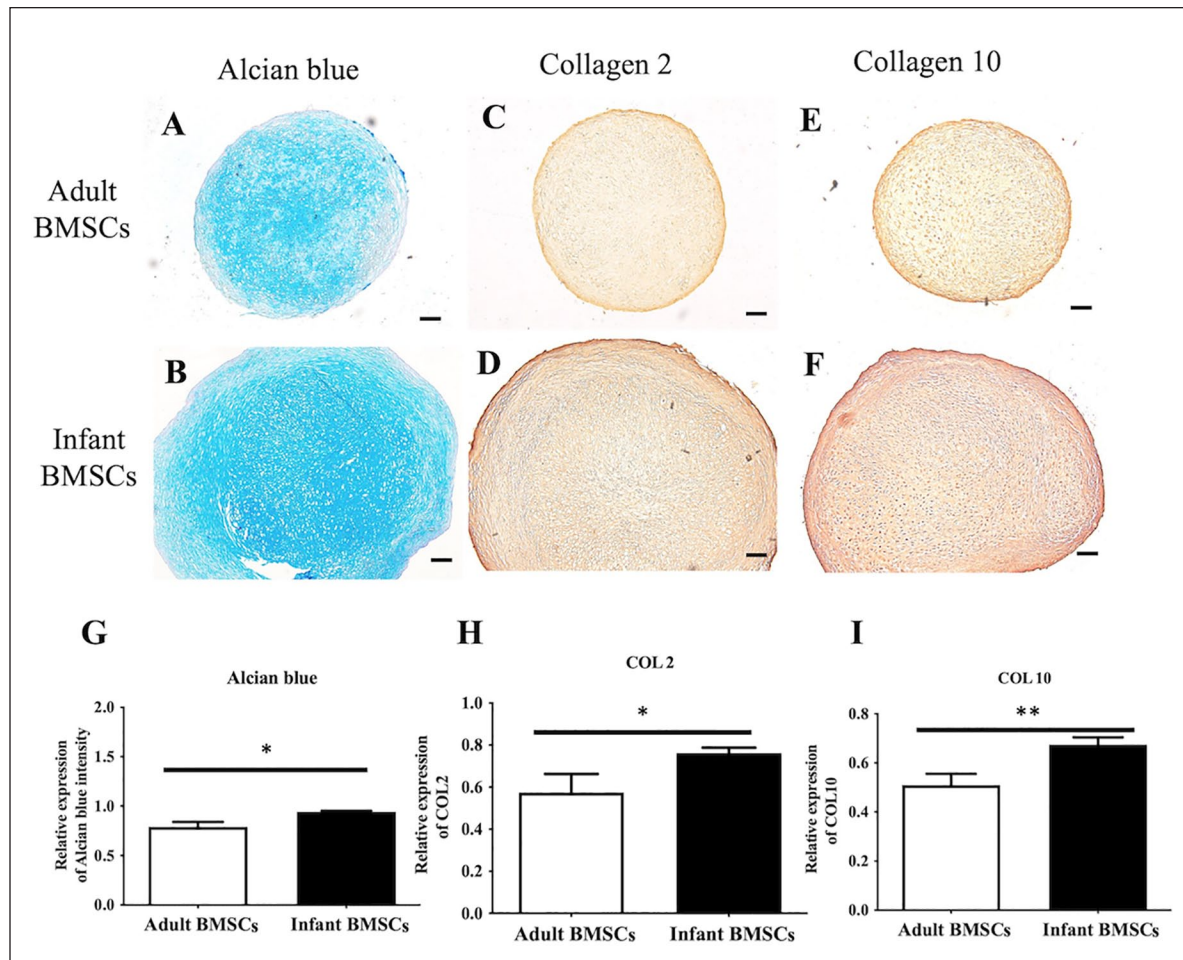 Alcian blue
Collagen 2
Collagen 10
A
C
E
Adult
BMSCs
B
D
F
Infant
BMSCs
G
H
I
Alcian blue
COL 2
COL 10
Relative expression
of Alcian blue intensity
2.0
1.5
1.0
0.5
0.0
*
Adult BMSCs
Infant BMSCs
Relative expression
of COL2
1.0
0.8
0.6
0.4
0.2
0.0
*
Adult BMSCs
Infant BMSCs
Relative expression
of COL10
0.8
0.6
0.4
0.2
0.0
**
Adult BMSCs
Infant BMSCs